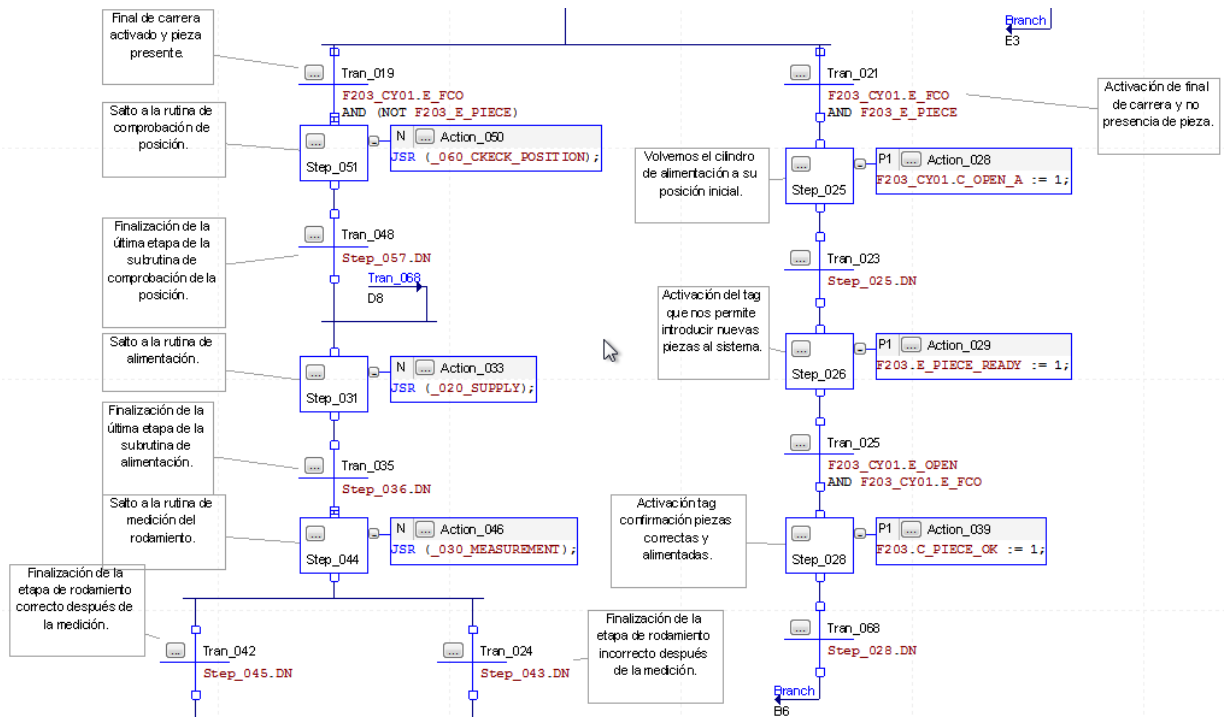 Final de carrera
activado y pieza
presente.
Branch
E3
Tran_019
F203_CY01.E_FCO
AND (NOT F203_E_PIECE)
Tran_021
F203_CY01.E_FCO
AND F203_E_PIECE
Activación de final
de carrera y no
presencia de pieza.
Salto a la rutina de
comprobación de
posición.
Step_051
N ... Action_050
JSR (_060_CKECK_POSITION);
Volvemos el cilindro
de alimentación a su
posición inicial.
Step_025
P1 ... Action_028
F203_CY01.C_OPEN_A := 1;
Finalización de la
última etapa de la
subrutina de
comprobación de la
posición.
Tran_048
Step_057.DN
Tran_068
D8
Tran_023
Step_025.DN
Activación del tag
que nos permite
introducir nuevas
piezas al sistema.
Step_026
P1 ... Action_029
F203.E_PIECE_READY := 1;
Salto a la rutina de
alimentación.
Step_031
N ... Action_033
JSR (_020_SUPPLY);
Finalización de la
última etapa de la
subrutina de
alimentación.
Tran_035
Step_036.DN
Tran_025
F203_CY01.E_OPEN
AND F203_CY01.E_FCO
Salto a la rutina de
medición del
rodamiento.
Step_044
N ... Action_046
JSR (_030_MEASUREMENT);
Activación tag
confirmación piezas
correctas y
alimentadas.
Step_028
P1 ... Action_039
F203.C_PIECE_OK := 1;
Finalización de la
etapa de rodamiento
correcto después de
la medición.
Tran_042
Step_045.DN
Tran_024
Step_043.DN
Finalización de la
etapa de rodamiento
incorrecto después
de la medición.
Tran_068
Step_028.DN
Branch
B6